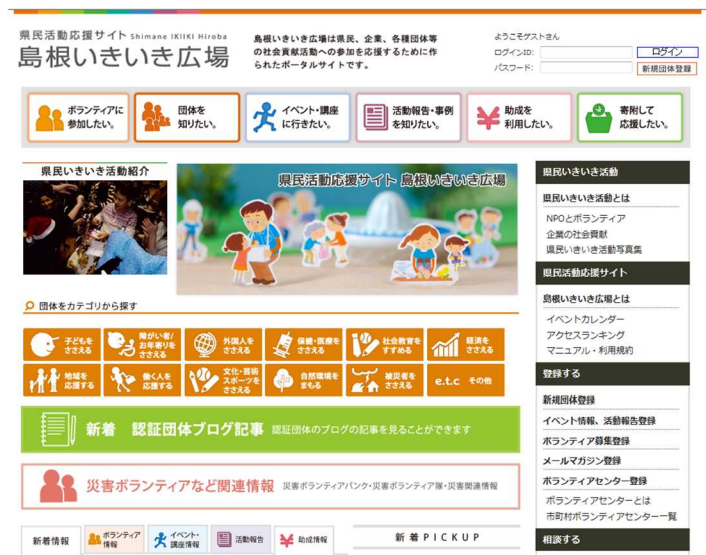 県民活動応援サイト Shimane IKIIKI Hiroba
島根いきいき広場
島根いきいき広場は県民、企業、各種団体等
の社会貢献活動への参加を応援するために作
られたポータルサイトです。
ようこそゲストさん
ログインID:
ログイン
パスワード:
新規団体登録
ボランティアに
参加したい。
団体を
知りたい。
イベント・講座
に行きたい。
活動報告・事例
を知りたい。
助成を
利用したい。
寄附して
応援したい。
県民いきいき活動紹介
県民活動応援サイト 島根いきいき広場
団体をカテゴリから探す
子どもを
ささえる
障がい者/
お年寄りを
ささえる
外国人を
ささえる
保健・医療を
ささえる
社会教育を
すすめる
経済を
ささえる
地域を
応援する
働く人を
応援する
文化・芸術
スポーツを
ささえる
自然環境を
まもる
被災者を
ささえる
e.t.c その他
新着 認証団体ブログ記事 認証団体のブログの記事を見ることができます
災害ボランティアなど関連情報 災害ボランティアバンク・災害ボランティア隊・災害関連情報
新着情報
ボランティア
情報
イベント・
講座情報
活動報告
助成情報
新着PICKUP
県民いきいき活動
県民いきいき活動とは
NPOとボランティア
企業の社会貢献
県民いきいき活動写真集
県民活動応援サイト
島根いきいき広場とは
イベントカレンダー
アクセスランキング
マニュアル・利用規約
登録する
新規団体登録
イベント情報、活動報告登録
ボランティア募集登録
メールマガジン登録
ボランティアセンター登録
ボランティアセンターとは
市町村ボランティアセンター一覧
相談する